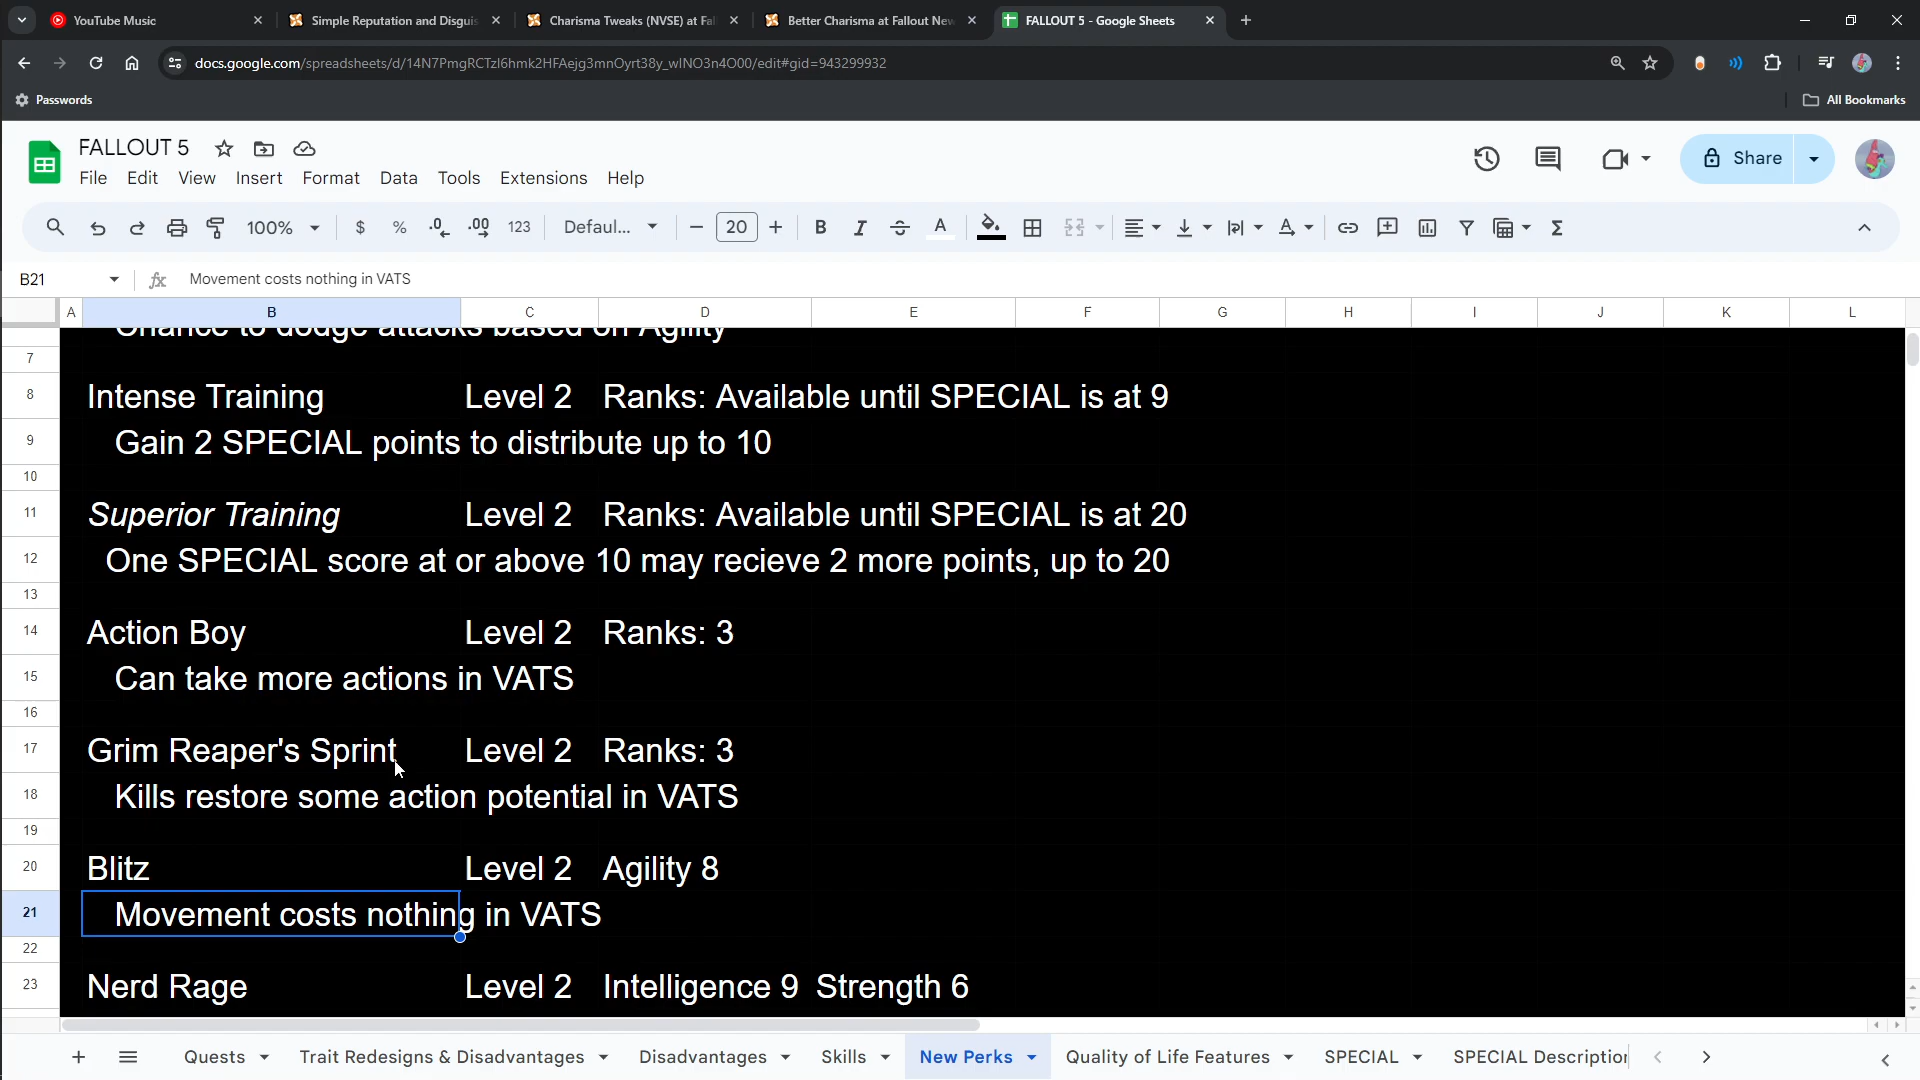 YouTube Music
Simple Reputation and Disguis
Charisma Tweaks (NVSE) at Fal
Better Charisma at Fallout New
FALLOUT 5 - Google Sheets
docs.google.com/spreadsheets/d/14N7PmgRCTzl6hmk2HFAejg3mnOyrt38y_wINO3n4O00/edit#gid=943299932
Passwords
All Bookmarks
FALLOUT 5
File Edit View Insert Format Data Tools Extensions Help
Share
100% $ % .0 .00 123 Defaul... 20 B I A
B21 fx Movement costs nothing in VATS
A B C D E F G H I J K L
Chance to dodge attacks based on Agility
7
8 Intense Training Level 2 Ranks: Available until SPECIAL is at 9
9 Gain 2 SPECIAL points to distribute up to 10
10
11 Superior Training Level 2 Ranks: Available until SPECIAL is at 20
12 One SPECIAL score at or above 10 may recieve 2 more points, up to 20
13
14 Action Boy Level 2 Ranks: 3
15 Can take more actions in VATS
16
17 Grim Reaper's Sprint Level 2 Ranks: 3
18 Kills restore some action potential in VATS
19
20 Blitz Level 2 Agility 8
21 Movement costs nothing in VATS
22
23 Nerd Rage Level 2 Intelligence 9 Strength 6
Quests Trait Redesigns & Disadvantages Disadvantages Skills New Perks Quality of Life Features SPECIAL SPECIAL Description